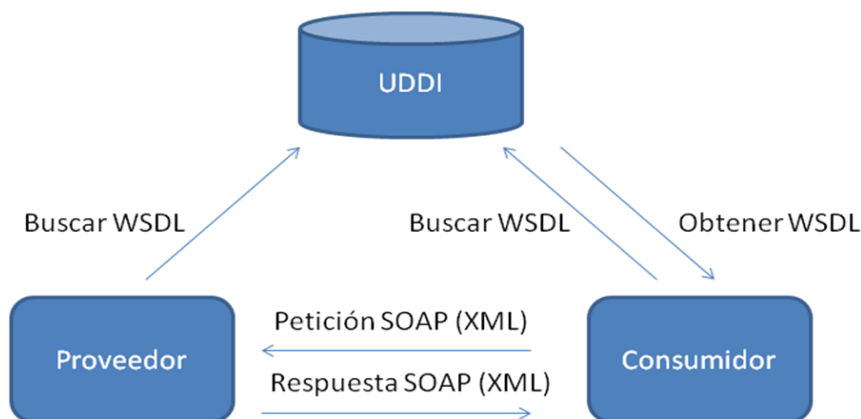 UDDI
Buscar WSDL
Buscar WSDL
Obtener WSDL
Petición SOAP (XML)
Proveedor
Consumidor
Respuesta SOAP (XML)